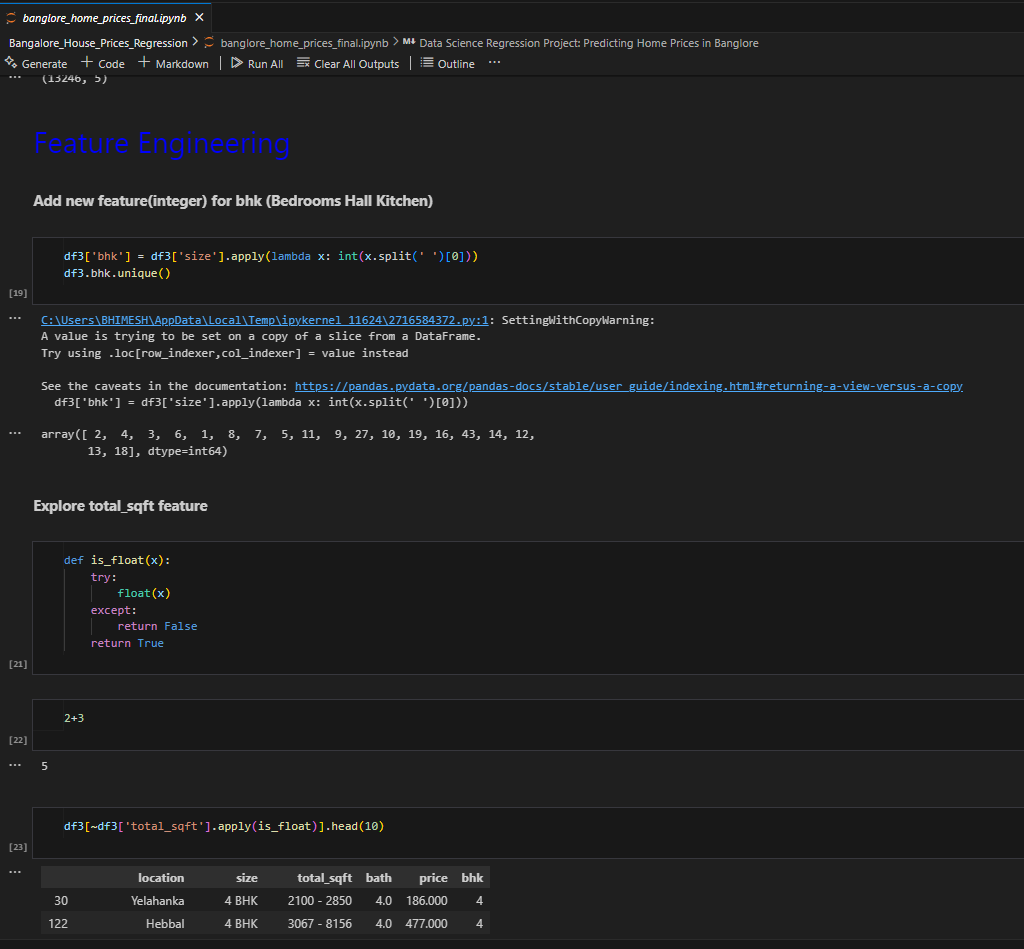 banglore_home_prices_final.ipynb ✕
Bangalore_House_Prices_Regression > banglore_home_prices_final.ipynb > M↓ Data Science Regression Project: Predicting Home Prices in Banglore
Generate + Code + Markdown | Run All Clear All Outputs | Outline ···
··· (13246, 5)
Feature Engineering
Add new feature(integer) for bhk (Bedrooms Hall Kitchen)
df3['bhk'] = df3['size'].apply(lambda x: int(x.split(' ')[0]))
df3.bhk.unique()
[19]
··· C:\Users\BHIMESH\AppData\Local\Temp\ipykernel_11624\2716584372.py:1: SettingWithCopyWarning:
A value is trying to be set on a copy of a slice from a DataFrame.
Try using .loc[row_indexer,col_indexer] = value instead
See the caveats in the documentation: https://pandas.pydata.org/pandas-docs/stable/user_guide/indexing.html#returning-a-view-versus-a-copy
df3['bhk'] = df3['size'].apply(lambda x: int(x.split(' ')[0]))
··· array([ 2, 4, 3, 6, 1, 8, 7, 5, 11, 9, 27, 10, 19, 16, 43, 14, 12,
13, 18], dtype=int64)
Explore total_sqft feature
def is_float(x):
try:
float(x)
except:
return False
return True
[21]
2+3
[22]
··· 5
df3[~df3['total_sqft'].apply(is_float)].head(10)
[23]
···
location size total_sqft bath price bhk
30 Yelahanka 4 BHK 2100 - 2850 4.0 186.000 4
122 Hebbal 4 BHK 3067 - 8156 4.0 477.000 4